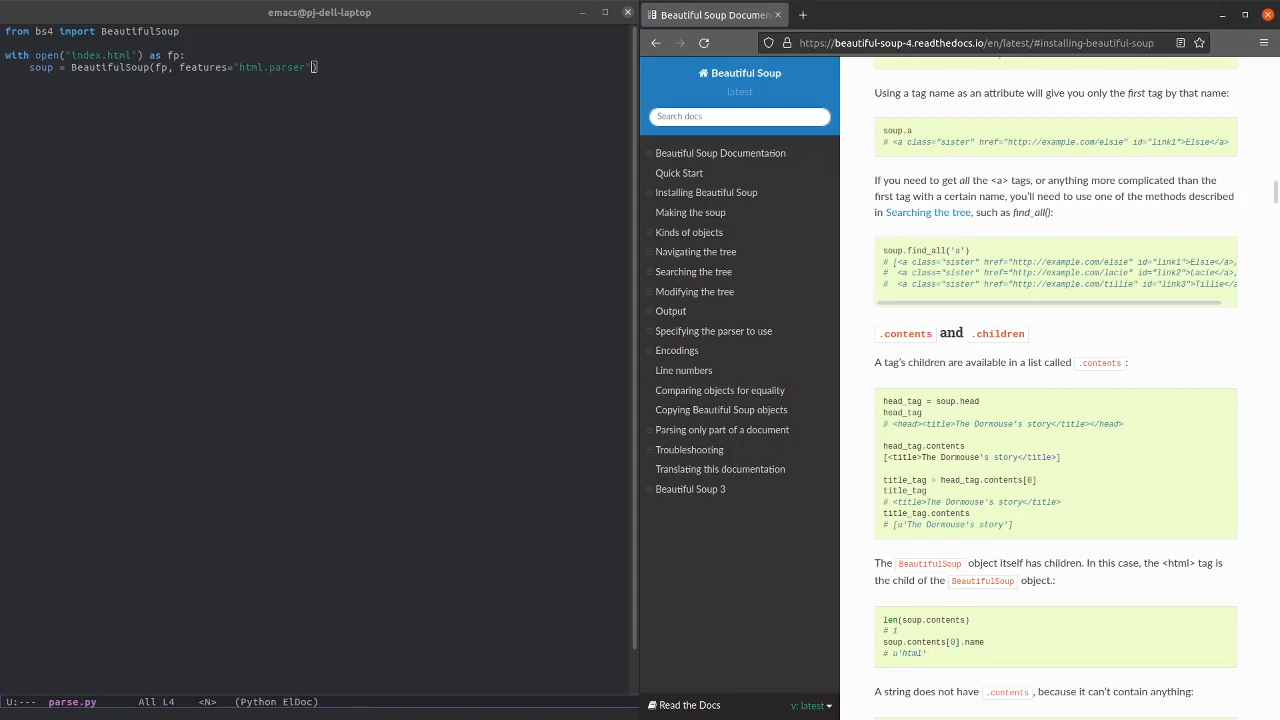 emacs@pj-dell-laptop
from bs4 import BeautifulSoup
with open("index.html") as fp:
soup = BeautifulSoup(fp, features="html.parser")
U:--- parse.py All L4 <N> (Python ElDoc)
Beautiful Soup Documen
https://beautiful-soup-4.readthedocs.io/en/latest/#installing-beautiful-soup
Beautiful Soup
latest
Search docs
Beautiful Soup Documentation
Quick Start
Installing Beautiful Soup
Making the soup
Kinds of objects
Navigating the tree
Searching the tree
Modifying the tree
Output
Specifying the parser to use
Encodings
Line numbers
Comparing objects for equality
Copying Beautiful Soup objects
Parsing only part of a document
Troubleshooting
Translating this documentation
Beautiful Soup 3
Read the Docs v: latest
Using a tag name as an attribute will give you only the first tag by that name:
soup.a
# <a class="sister" href="http://example.com/elsie" id="link1">Elsie</a>
If you need to get all the <a> tags, or anything more complicated than the
first tag with a certain name, you'll need to use one of the methods described
in Searching the tree, such as find_all():
soup.find_all('a')
# [<a class="sister" href="http://example.com/elsie" id="link1">Elsie</a>,
# <a class="sister" href="http://example.com/lacie" id="link2">Lacie</a>,
# <a class="sister" href="http://example.com/tillie" id="link3">Tillie</a
.contents and .children
A tag's children are available in a list called .contents:
head_tag = soup.head
head_tag
# <head><title>The Dormouse's story</title></head>
head_tag.contents
[<title>The Dormouse's story</title>]
title_tag = head_tag.contents[0]
title_tag
# <title>The Dormouse's story</title>
title_tag.contents
# [u'The Dormouse's story']
The BeautifulSoup object itself has children. In this case, the <html> tag is
the child of the BeautifulSoup object.:
len(soup.contents)
# 1
soup.contents[0].name
# u'html'
A string does not have .contents, because it can't contain anything: